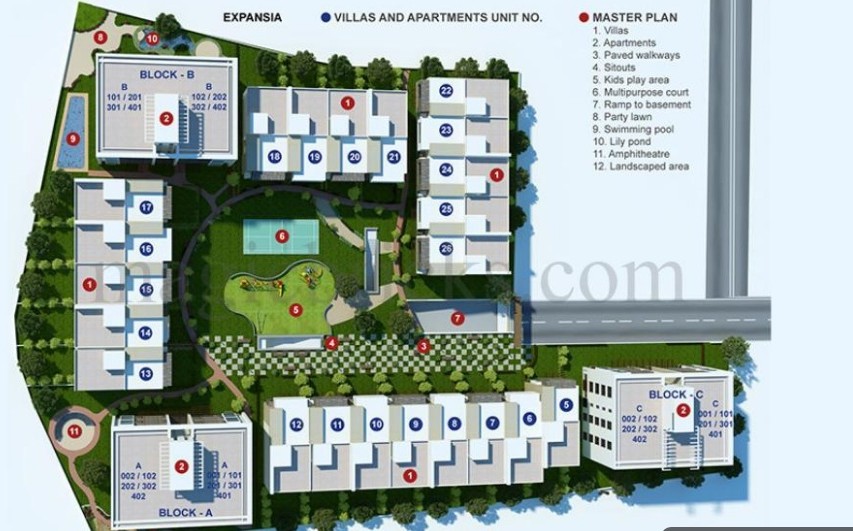 EXPANSIA
VILLAS AND APARTMENTS UNIT NO.
MASTER PLAN
1. Villas
2. Apartments
3. Paved walkways
4. Sitouts
5. Kids play area
6. Multipurpose court
7. Ramp to basement
8. Party lawn
9. Swimming pool
10. Lily pond
11. Amphitheatre
12. Landscaped area
8
10
BLOCK - B
B
101 / 201
301 / 401
B
102 / 202
302 / 402
2
9
1
18
19
20
21
22
23
24
25
26
1
17
16
15
14
13
1
6
5
4
3
7
11
12
11
10
9
8
7
6
5
1
BLOCK - C
C
002 / 102
202 / 302
402
2
C
001 / 101
201 / 301
401
A
002 / 102
202 / 302
402
2
A
001 / 101
201 / 301
401
BLOCK - A